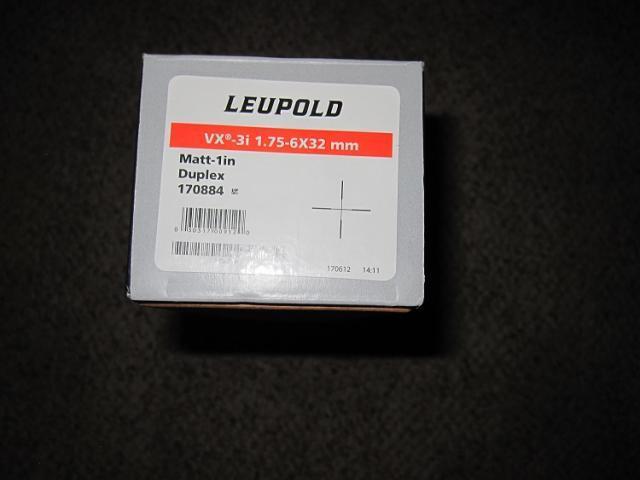 LEUPOLD
VX®-3i 1.75-6X32 mm
Matt-1in
Duplex
170884
170612 14:11